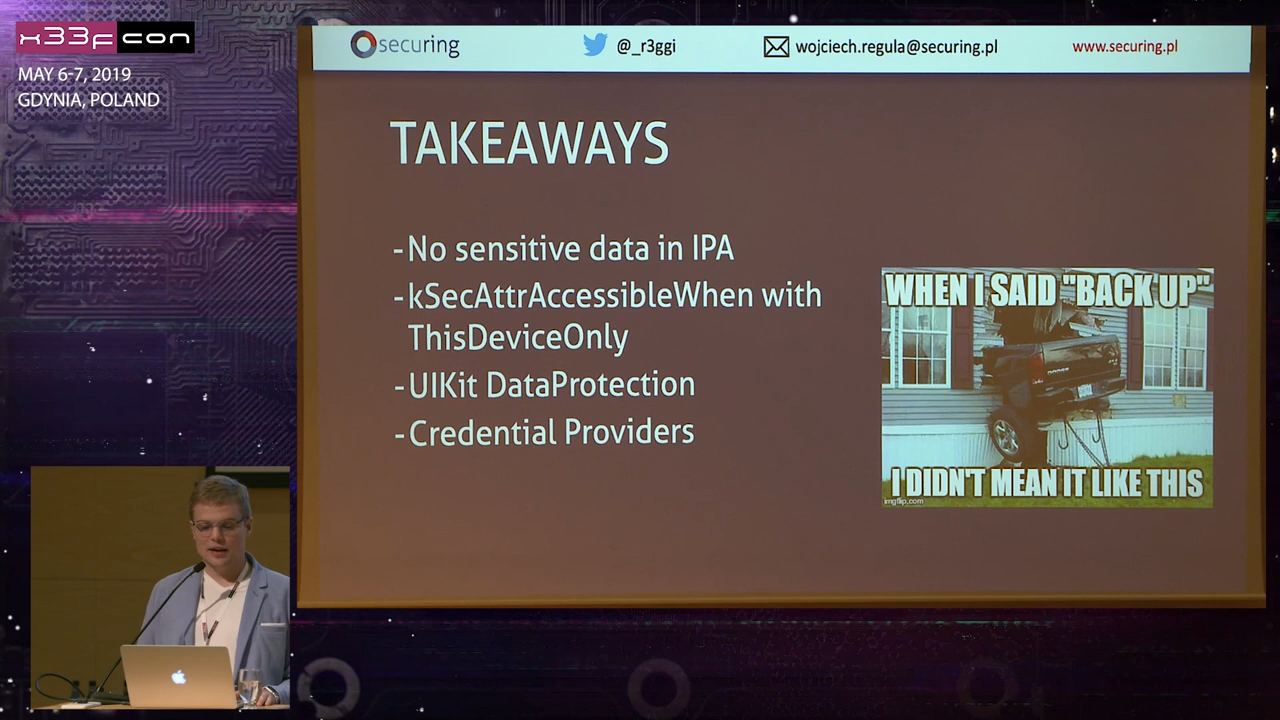 x33fcon
MAY 6-7, 2019
GDYNIA, POLAND
securing
@_r3ggi
wojciech.regula@securing.pl
www.securing.pl
TAKEAWAYS
-No sensitive data in IPA
-kSecAttrAccessibleWhen with
ThisDeviceOnly
-UIKit DataProtection
-Credential Providers
WHEN I SAID "BACK UP"
DODGE
I DIDN'T MEAN IT LIKE THIS
imgflip.com